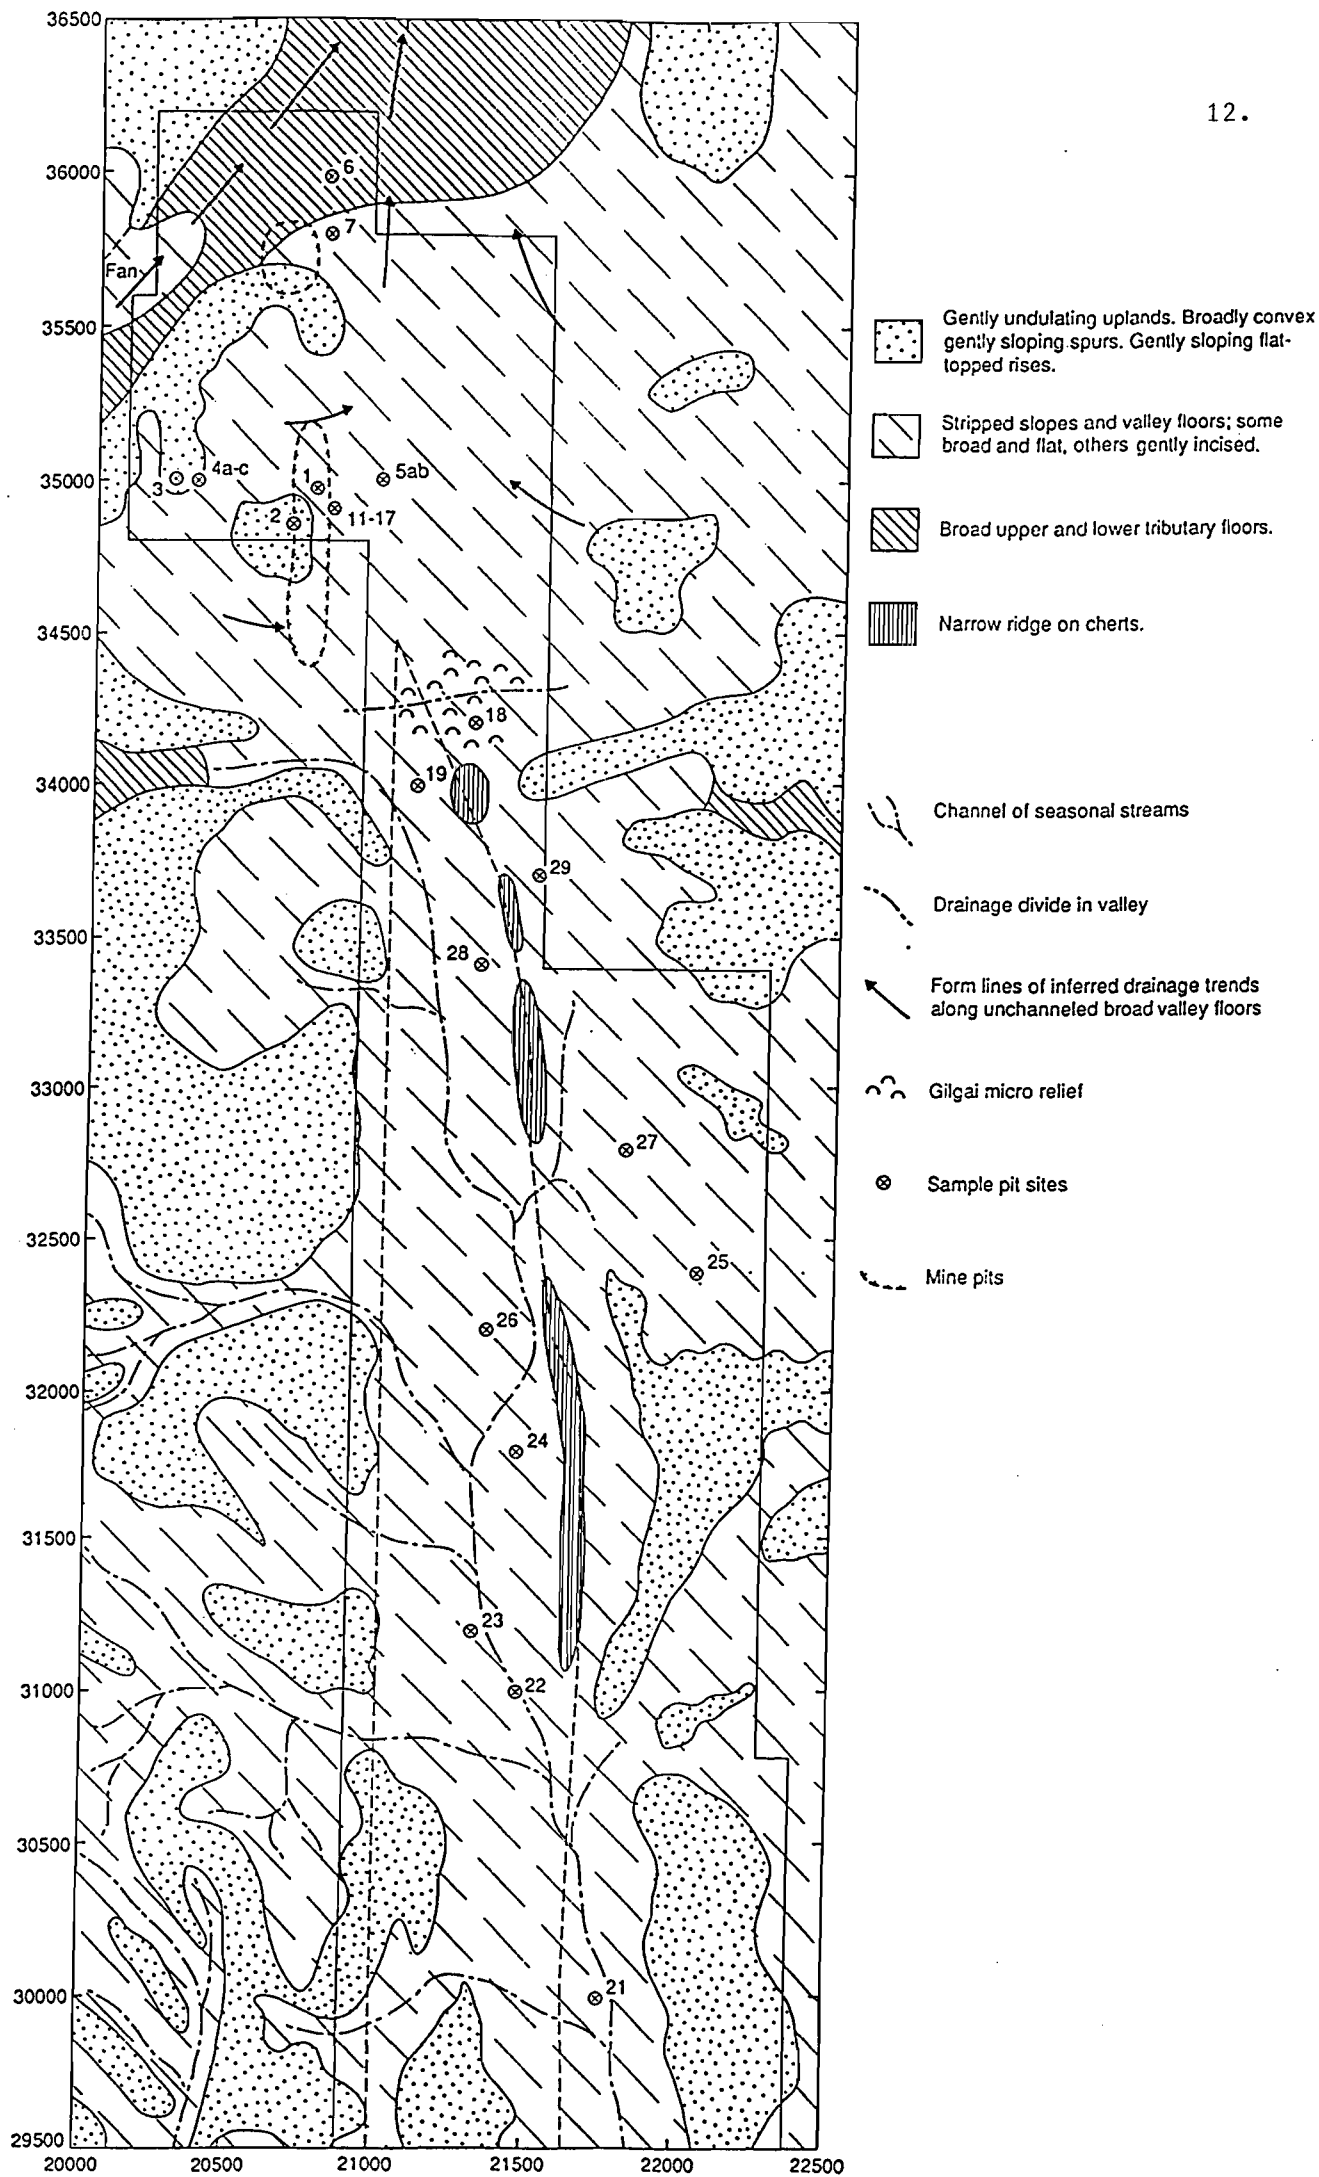 12.
36500
36000
35500
35000
34500
34000
33500
33000
32500
32000
31500
31000
30500
30000
29500
20000
20500
21000
21500
22000
22500
6
7
Fan
4a-c
3
1
5ab
2
11-17
18
19
29
28
27
25
26
24
23
22
21
Gently undulating uplands. Broadly convex
gently sloping spurs. Gently sloping flat-
topped rises.
Stripped slopes and valley floors; some
broad and flat, others gently incised.
Broad upper and lower tributary floors.
Narrow ridge on cherts.
Channel of seasonal streams
Drainage divide in valley
Form lines of inferred drainage trends
along unchanneled broad valley floors
Gilgai micro relief
Sample pit sites
Mine pits